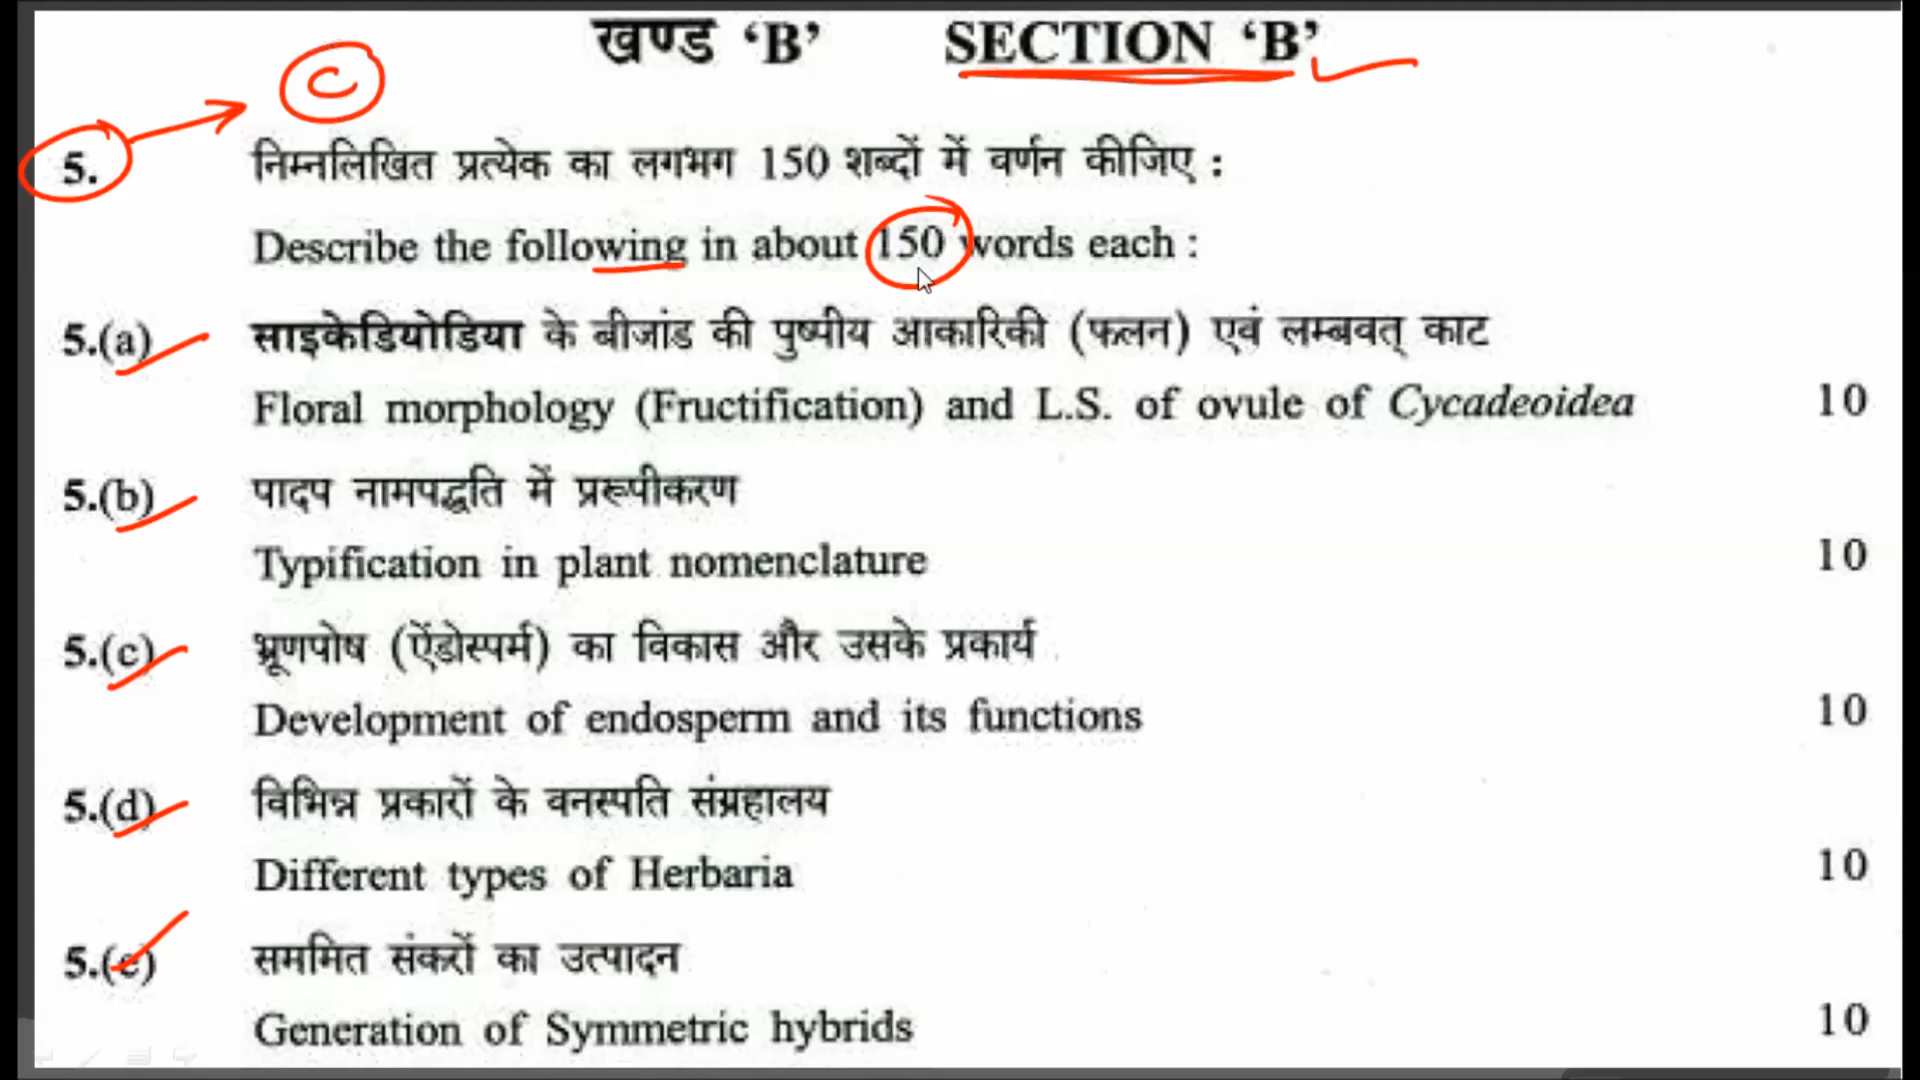 खण्ड ‘B’ SECTION ‘B’
C
5. निम्नलिखित प्रत्येक का लगभग 150 शब्दों में वर्णन कीजिए :
Describe the following in about 150 words each :
5.(a) साइकेडियोडिया के बीजांड की पुष्पीय आकारिकी (फलन) एवं लम्बवत् काट
Floral morphology (Fructification) and L.S. of ovule of Cycadeoidea 10
5.(b) पादप नामपद्धति में प्ररूपीकरण
Typification in plant nomenclature 10
5.(c) भ्रूणपोष (ऐंडोस्पर्म) का विकास और उसके प्रकार्य
Development of endosperm and its functions 10
5.(d) विभिन्न प्रकारों के वनस्पति संग्रहालय
Different types of Herbaria 10
5.(e) सममित संकरों का उत्पादन
Generation of Symmetric hybrids 10